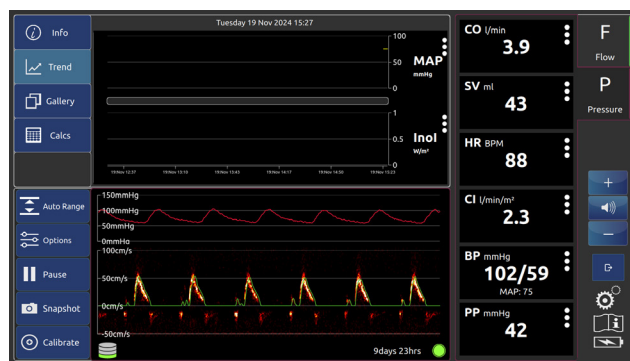 Tuesday 19 Nov 2024 15:27
Info
Trend
Gallery
Calcs
100
50
0
MAP
mmHg
1
0.5
0
Inol
W/m²
19Nov 12:37
19Nov 13:10
19Nov 13:43
19Nov 14:17
19Nov 14:50
19Nov 15:23
Auto Range
Options
Pause
Snapshot
Calibrate
150mmHg
100mmHg
50mmHg
0mmHg
100cm/s
50cm/s
0cm/s
-50cm/s
9days 23hrs
CO l/min
3.9
SV ml
43
HR BPM
88
CI l/min/m²
2.3
BP mmHg
102/59
MAP: 75
PP mmHg
42
F
Flow
P
Pressure
+
−